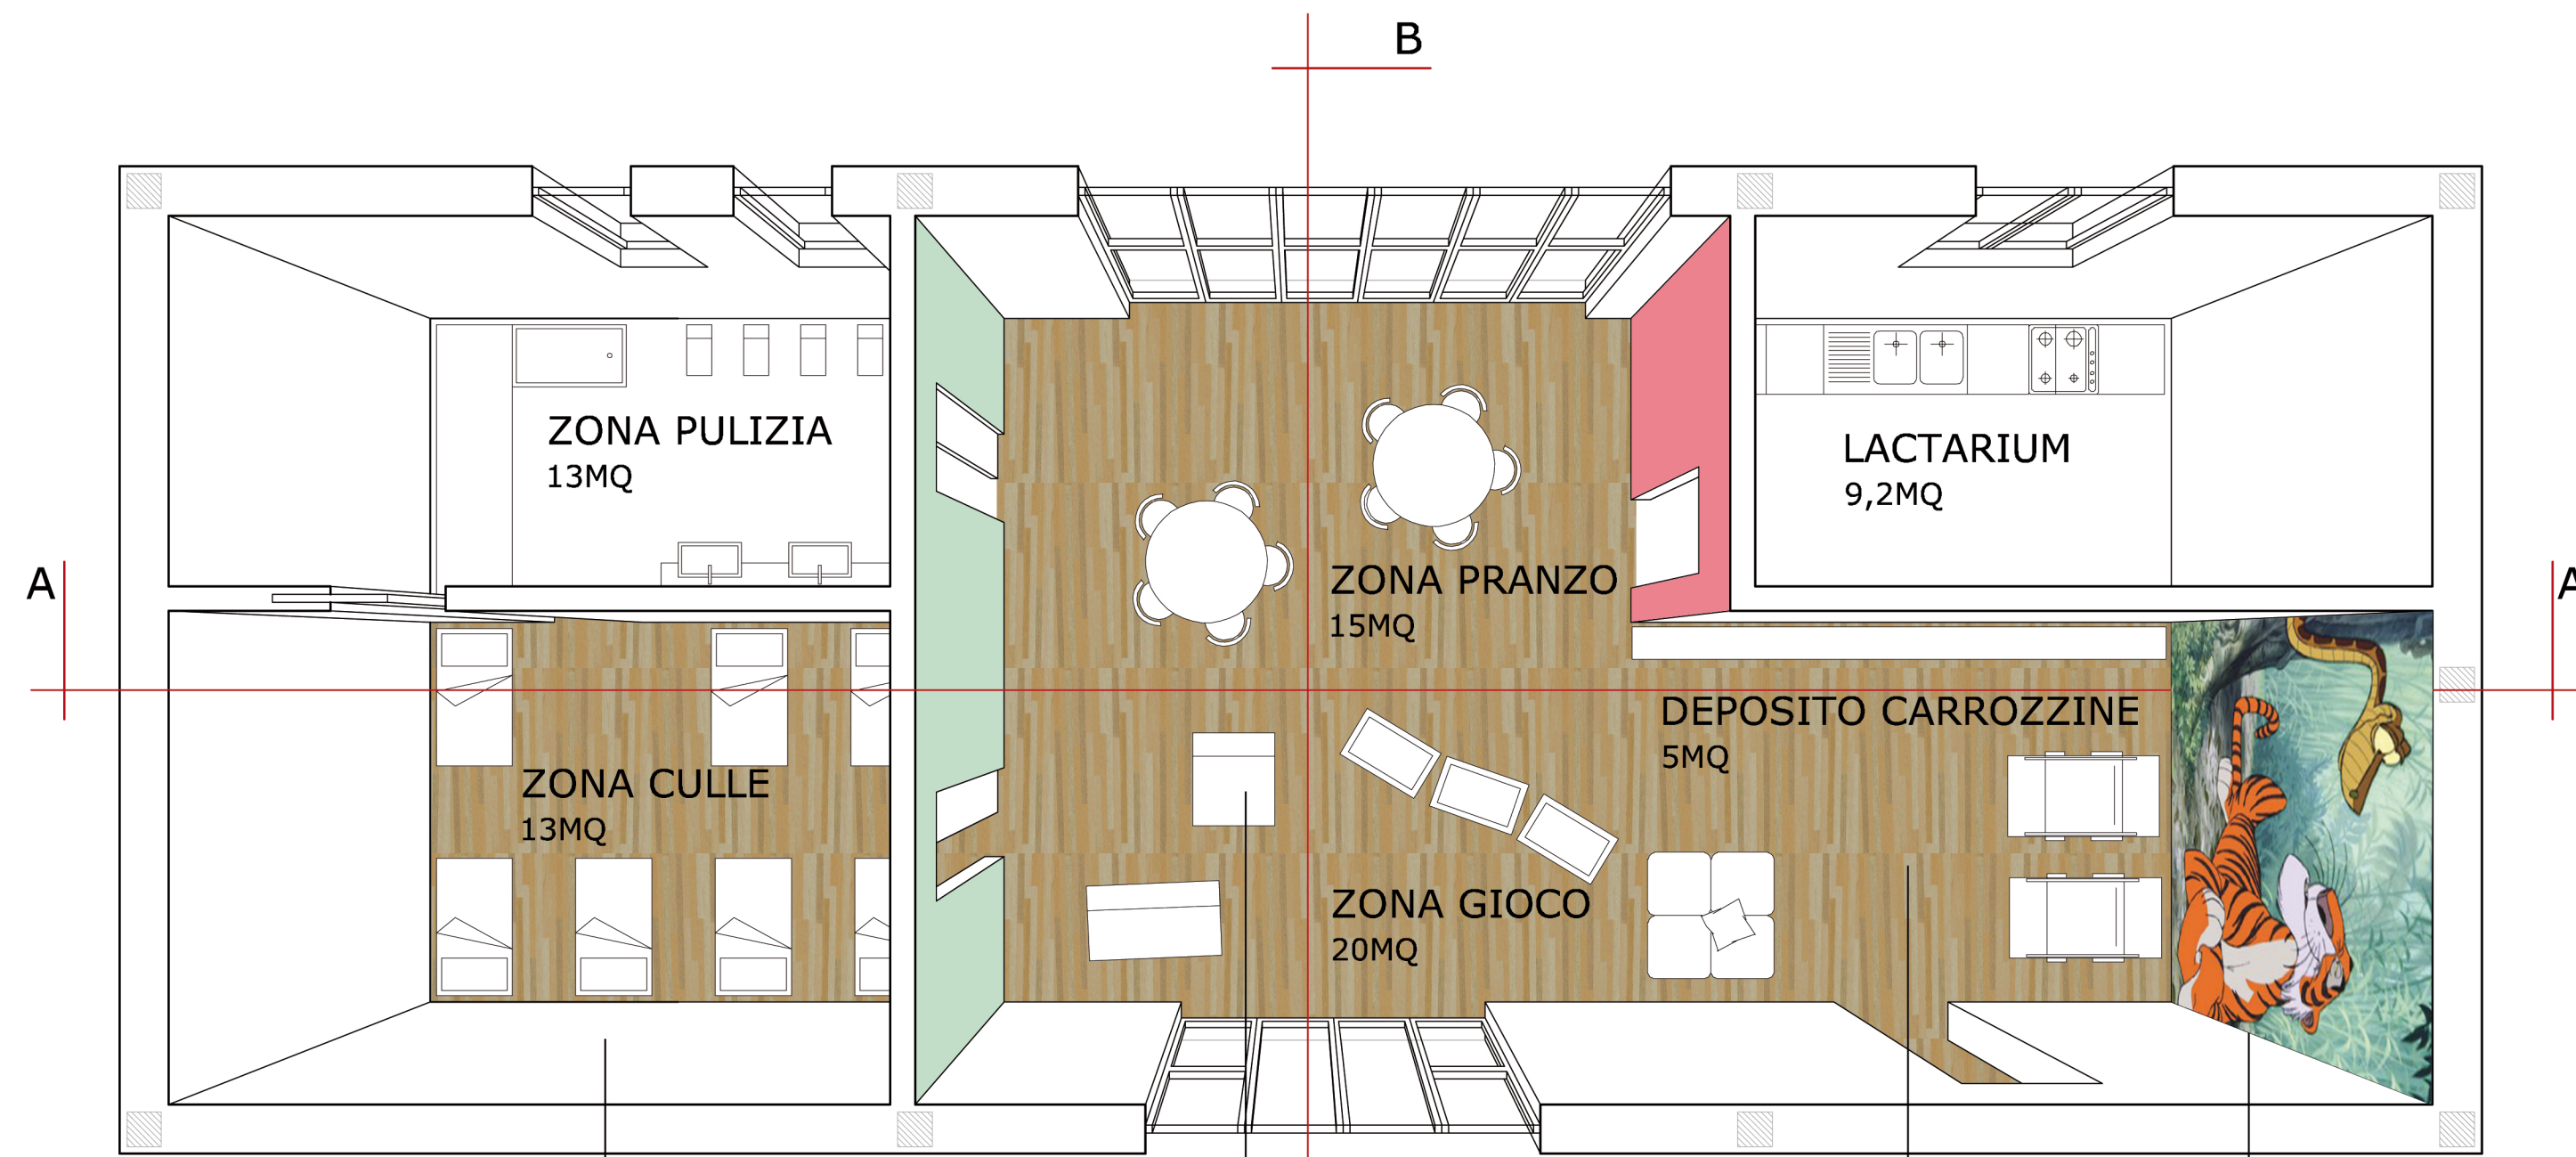 B
ZONA PULIZIA
13MQ
LACTARIUM
9,2MQ
A
A
ZONA PRANZO
15MQ
DEPOSITO CARROZZINE
5MQ
ZONA CULLE
13MQ
ZONA GIOCO
20MQ